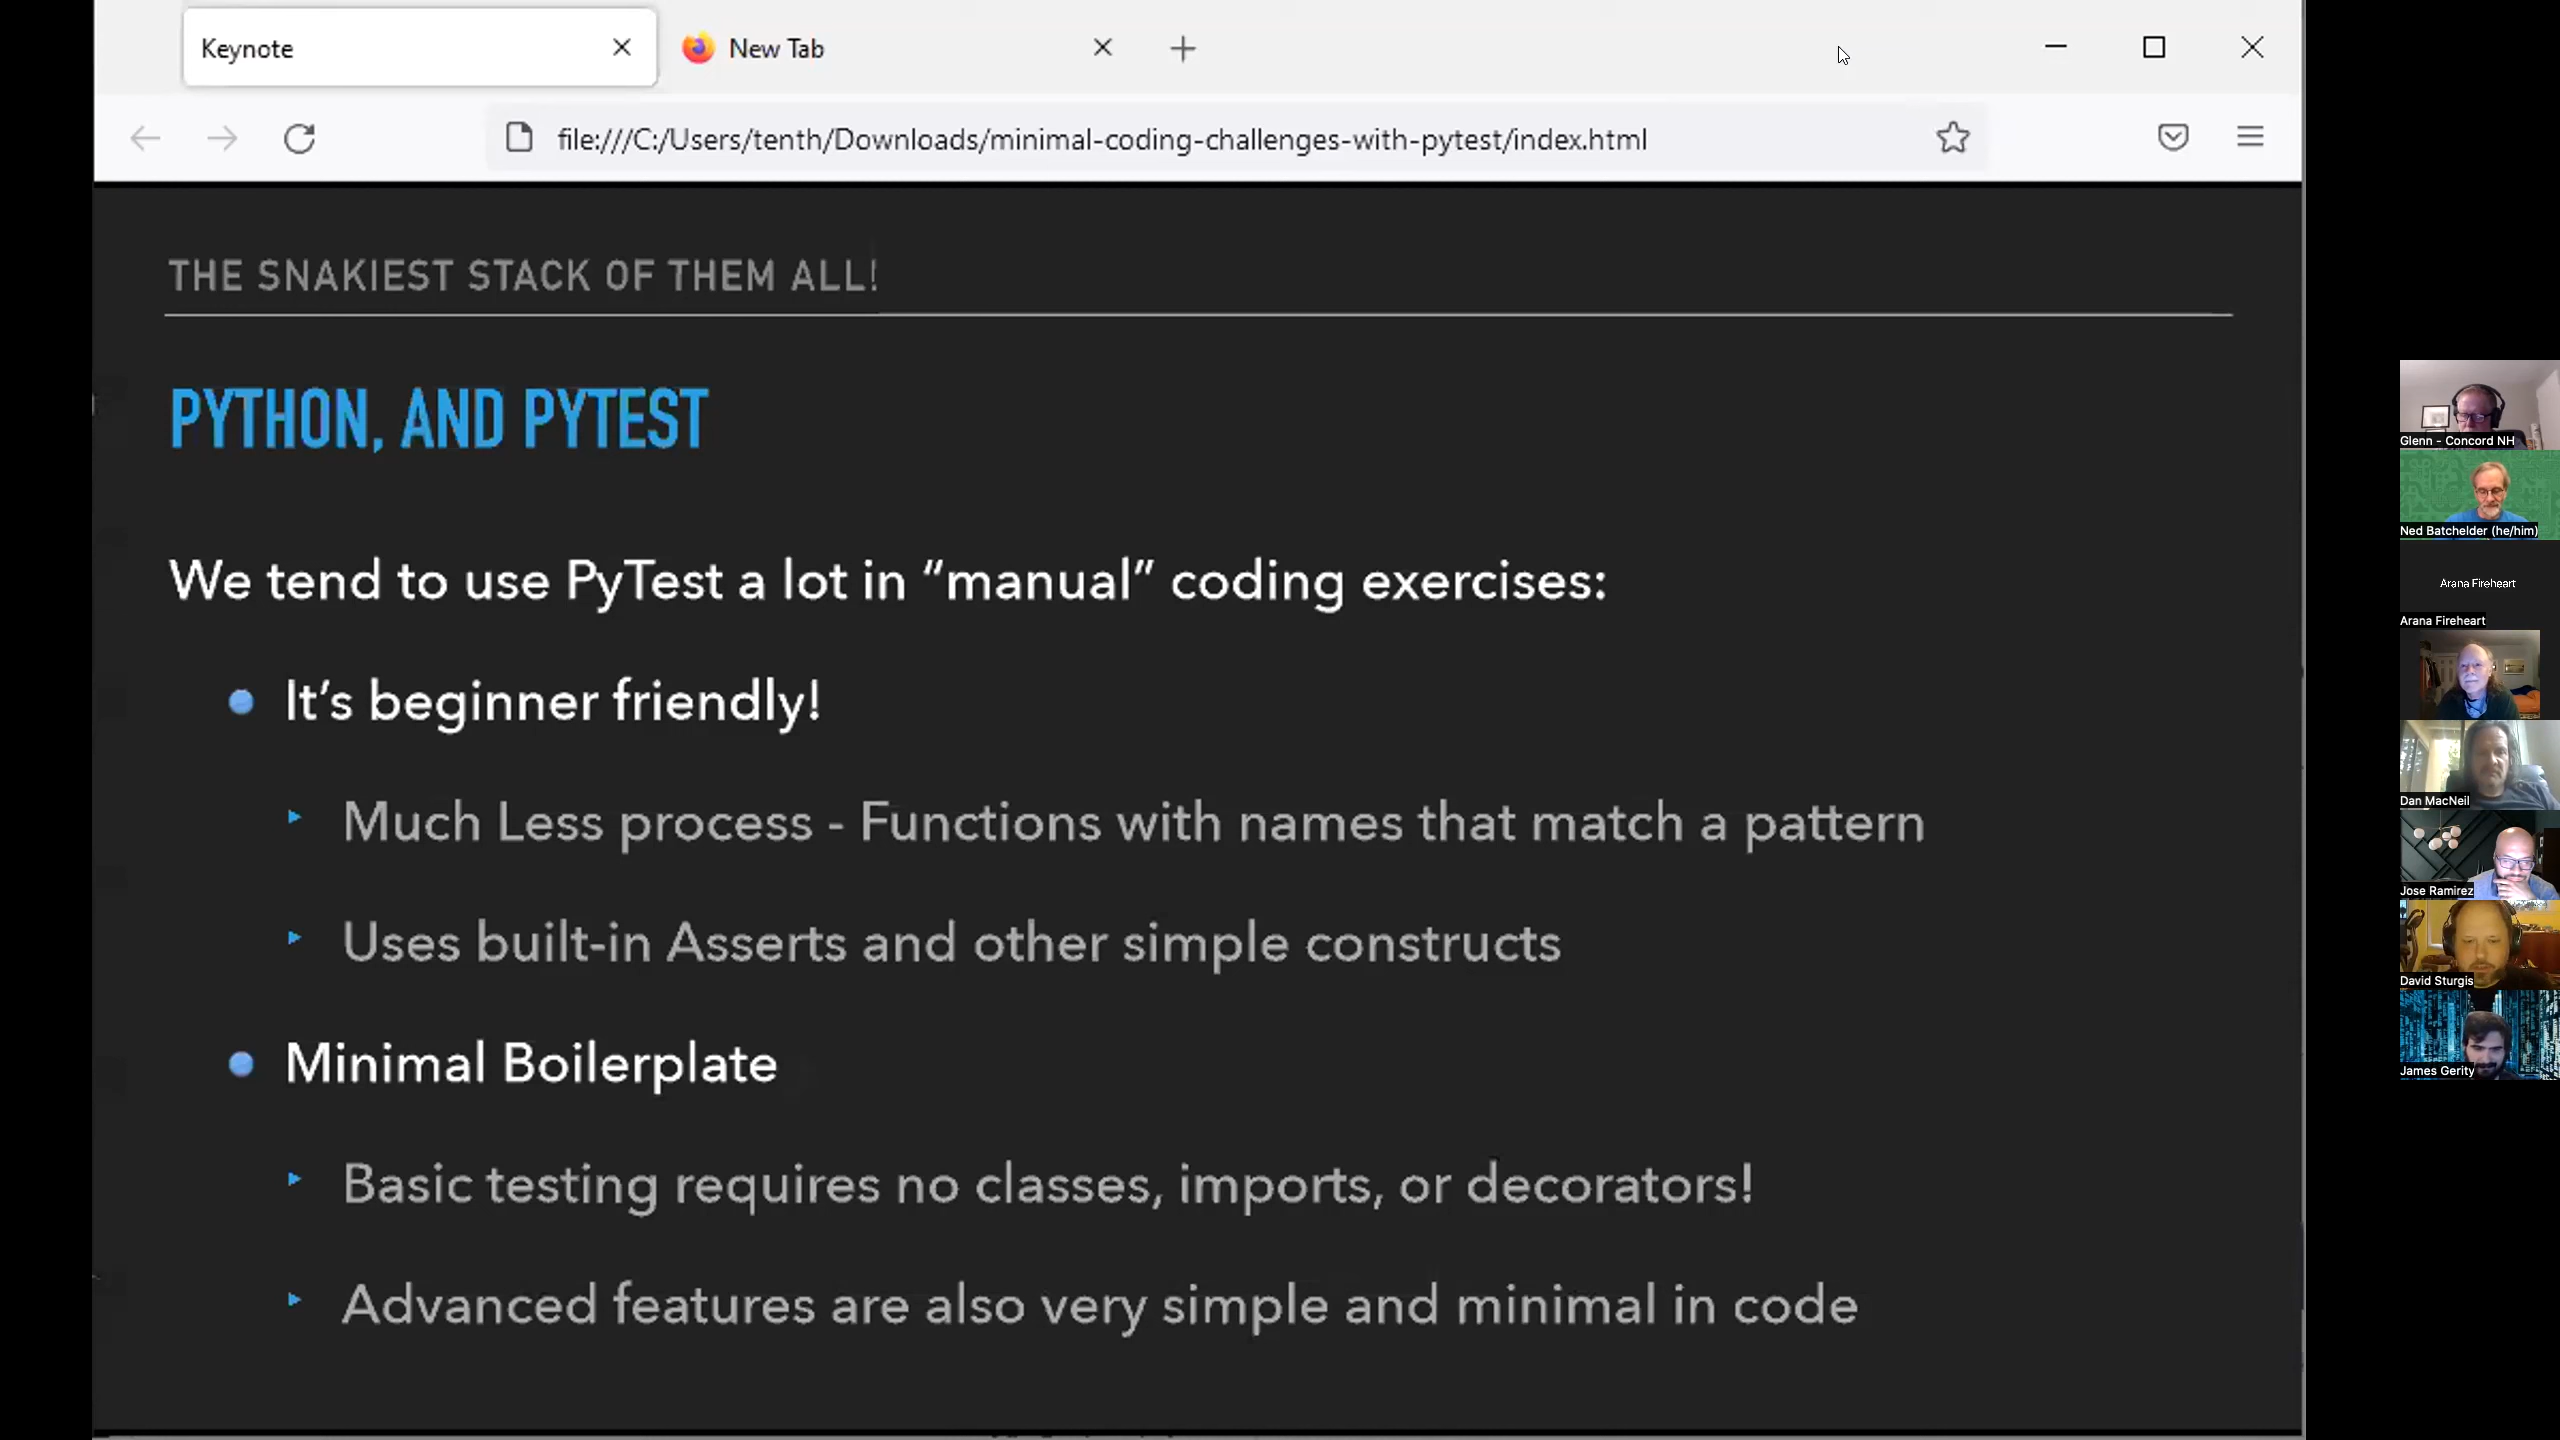 Keynote
New Tab
file:///C:/Users/tenth/Downloads/minimal-coding-challenges-with-pytest/index.html
THE SNAKIEST STACK OF THEM ALL!
PYTHON, AND PYTEST
We tend to use PyTest a lot in “manual” coding exercises:
It’s beginner friendly!
Much Less process - Functions with names that match a pattern
Uses built-in Asserts and other simple constructs
Minimal Boilerplate
Basic testing requires no classes, imports, or decorators!
Advanced features are also very simple and minimal in code
Glenn - Concord NH
Ned Batchelder (he/him)
Arana Fireheart
Arana Fireheart
Dan MacNeil
Jose Ramirez
David Sturgis
James Gerity